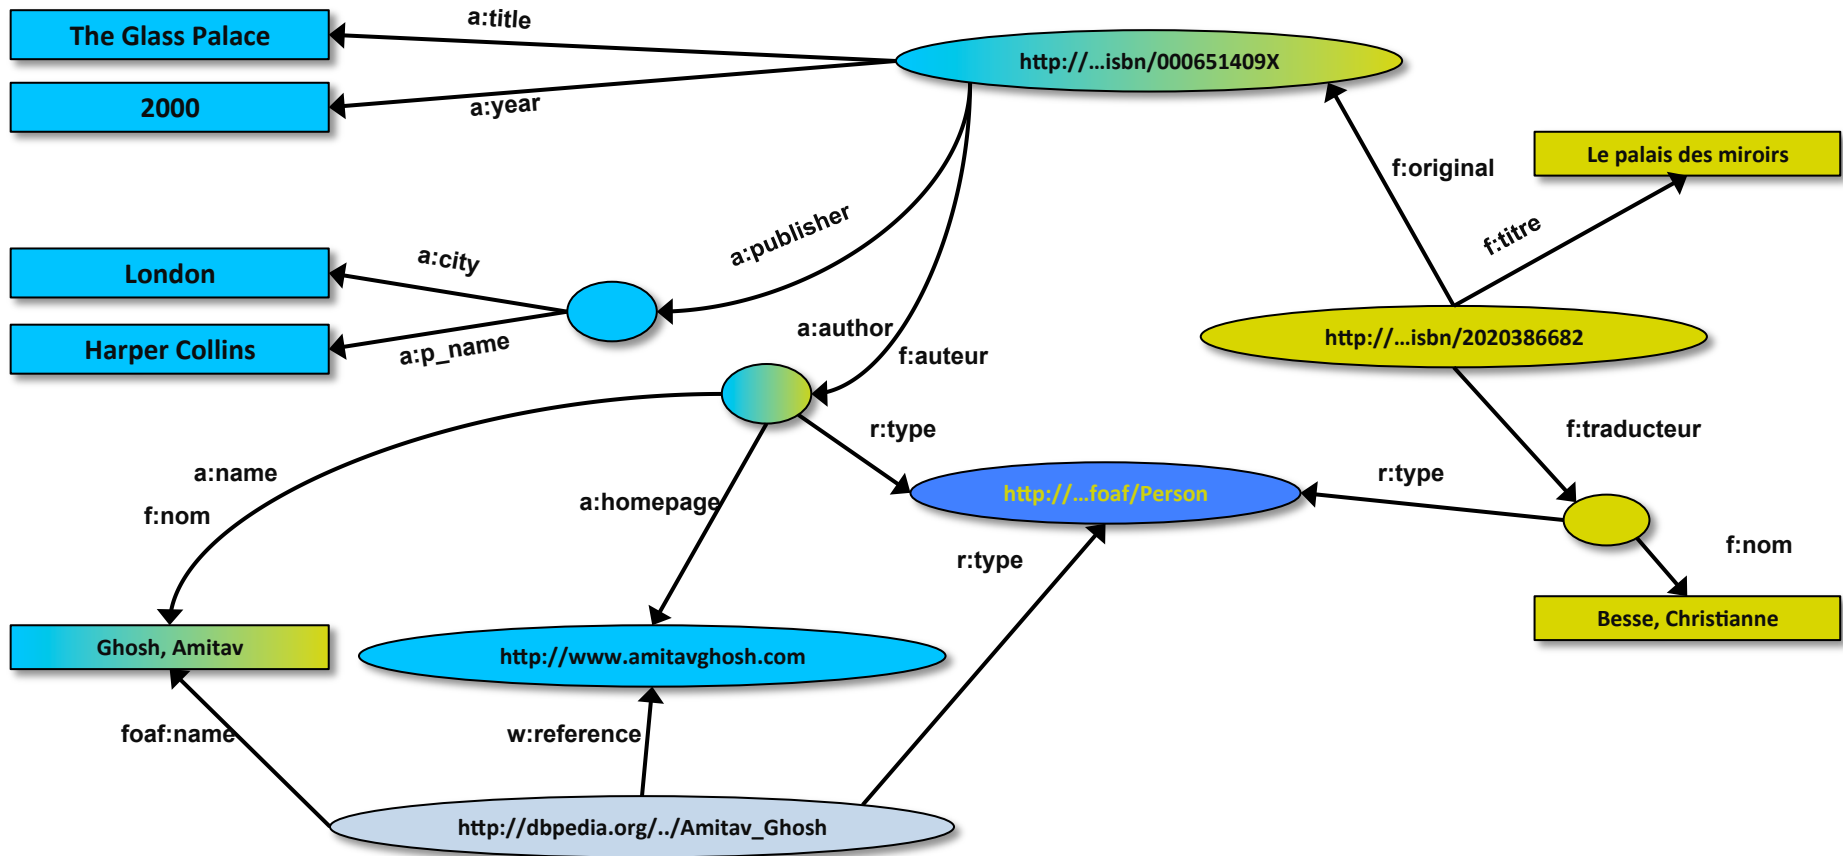 a:title
The Glass Palace
http://...isbn/000651409X
2000
a:year
Le palais des miroirs
f:original
a:publisher
f:titre
a:city
London
a:author
http://...isbn/2020386682
Harper Collins
a:p_name
f:auteur
r:type
f:traducteur
a:name
r:type
a:homepage
http://...foaf/Person
f:nom
f:nom
r:type
Ghosh, Amitav
http://www.amitavghosh.com
Besse, Christianne
foaf:name
w:reference
http://dbpedia.org/../Amitav_Ghosh